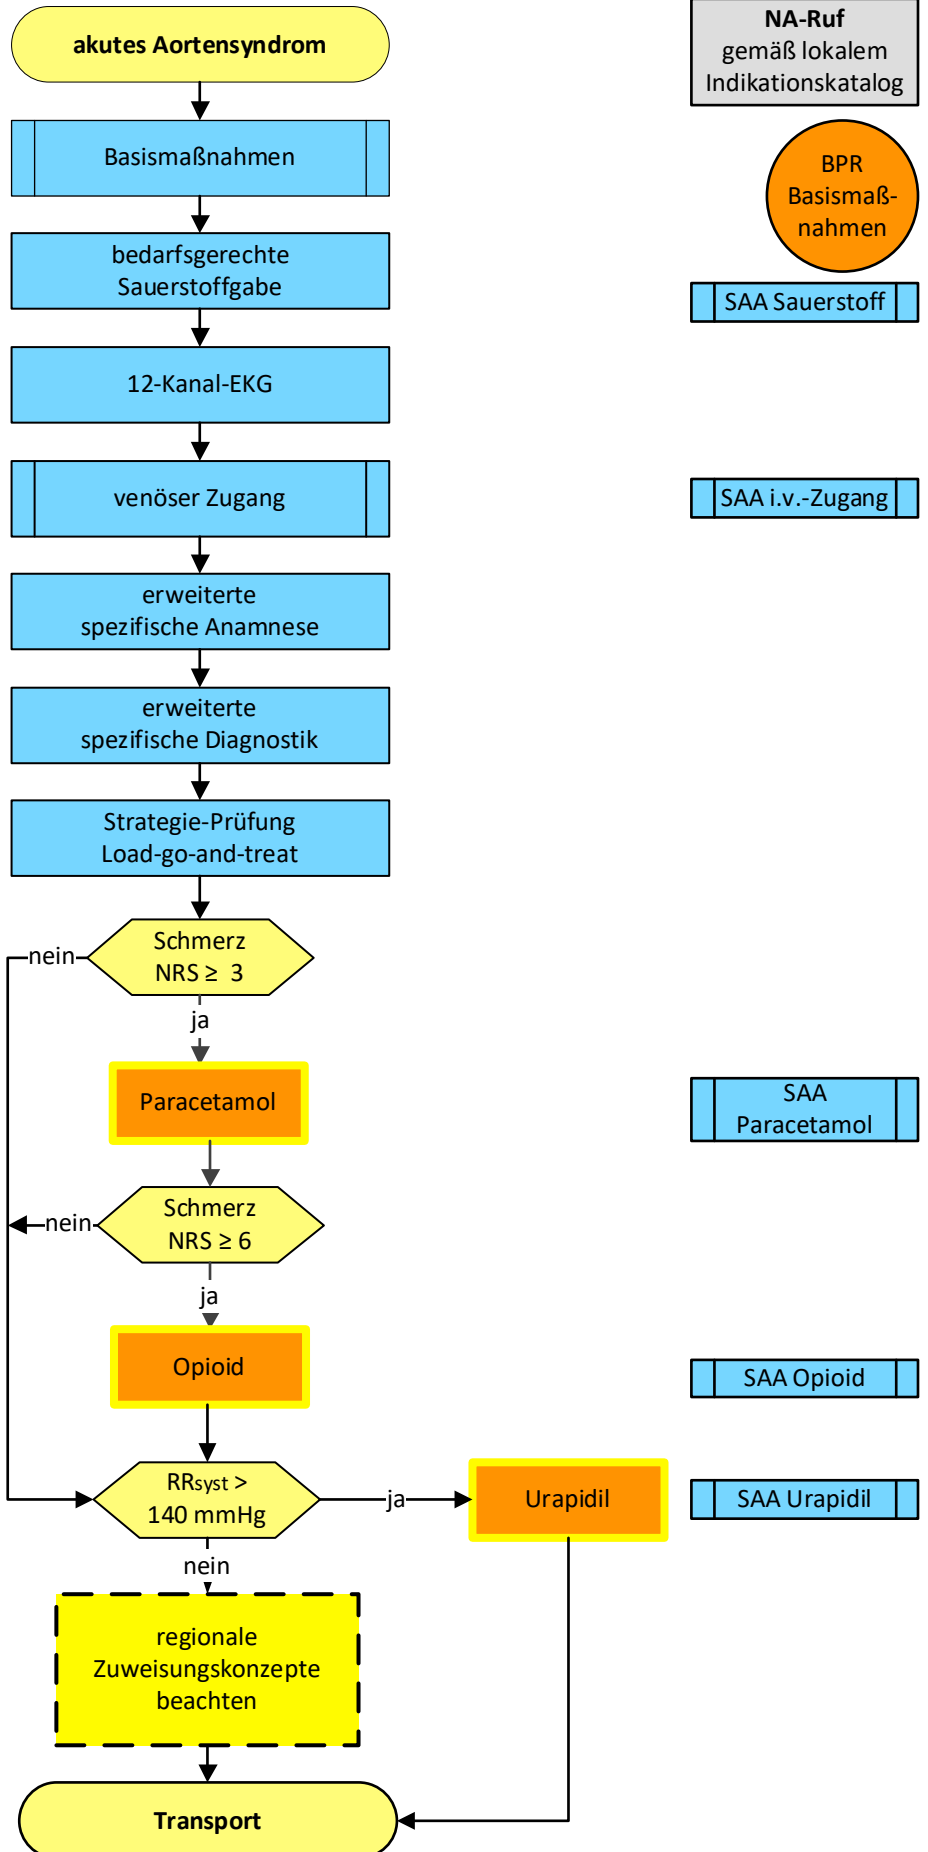 akutes Aortensyndrom
NA-Ruf
gemäß lokalem
Indikationskatalog
Basismaßnahmen
BPR
Basismaß-
nahmen
bedarfsgerechte
Sauerstoffgabe
SAA Sauerstoff
12-Kanal-EKG
venöser Zugang
SAA i.v.-Zugang
erweiterte
spezifische Anamnese
erweiterte
spezifische Diagnostik
Strategie-Prüfung
Load-go-and-treat
Schmerz
NRS ≥ 3
nein
ja
Paracetamol
SAA
Paracetamol
Schmerz
NRS ≥ 6
nein
ja
Opioid
SAA Opioid
RRsyst >
140 mmHg
ja
Urapidil
SAA Urapidil
nein
regionale
Zuweisungskonzepte
beachten
Transport